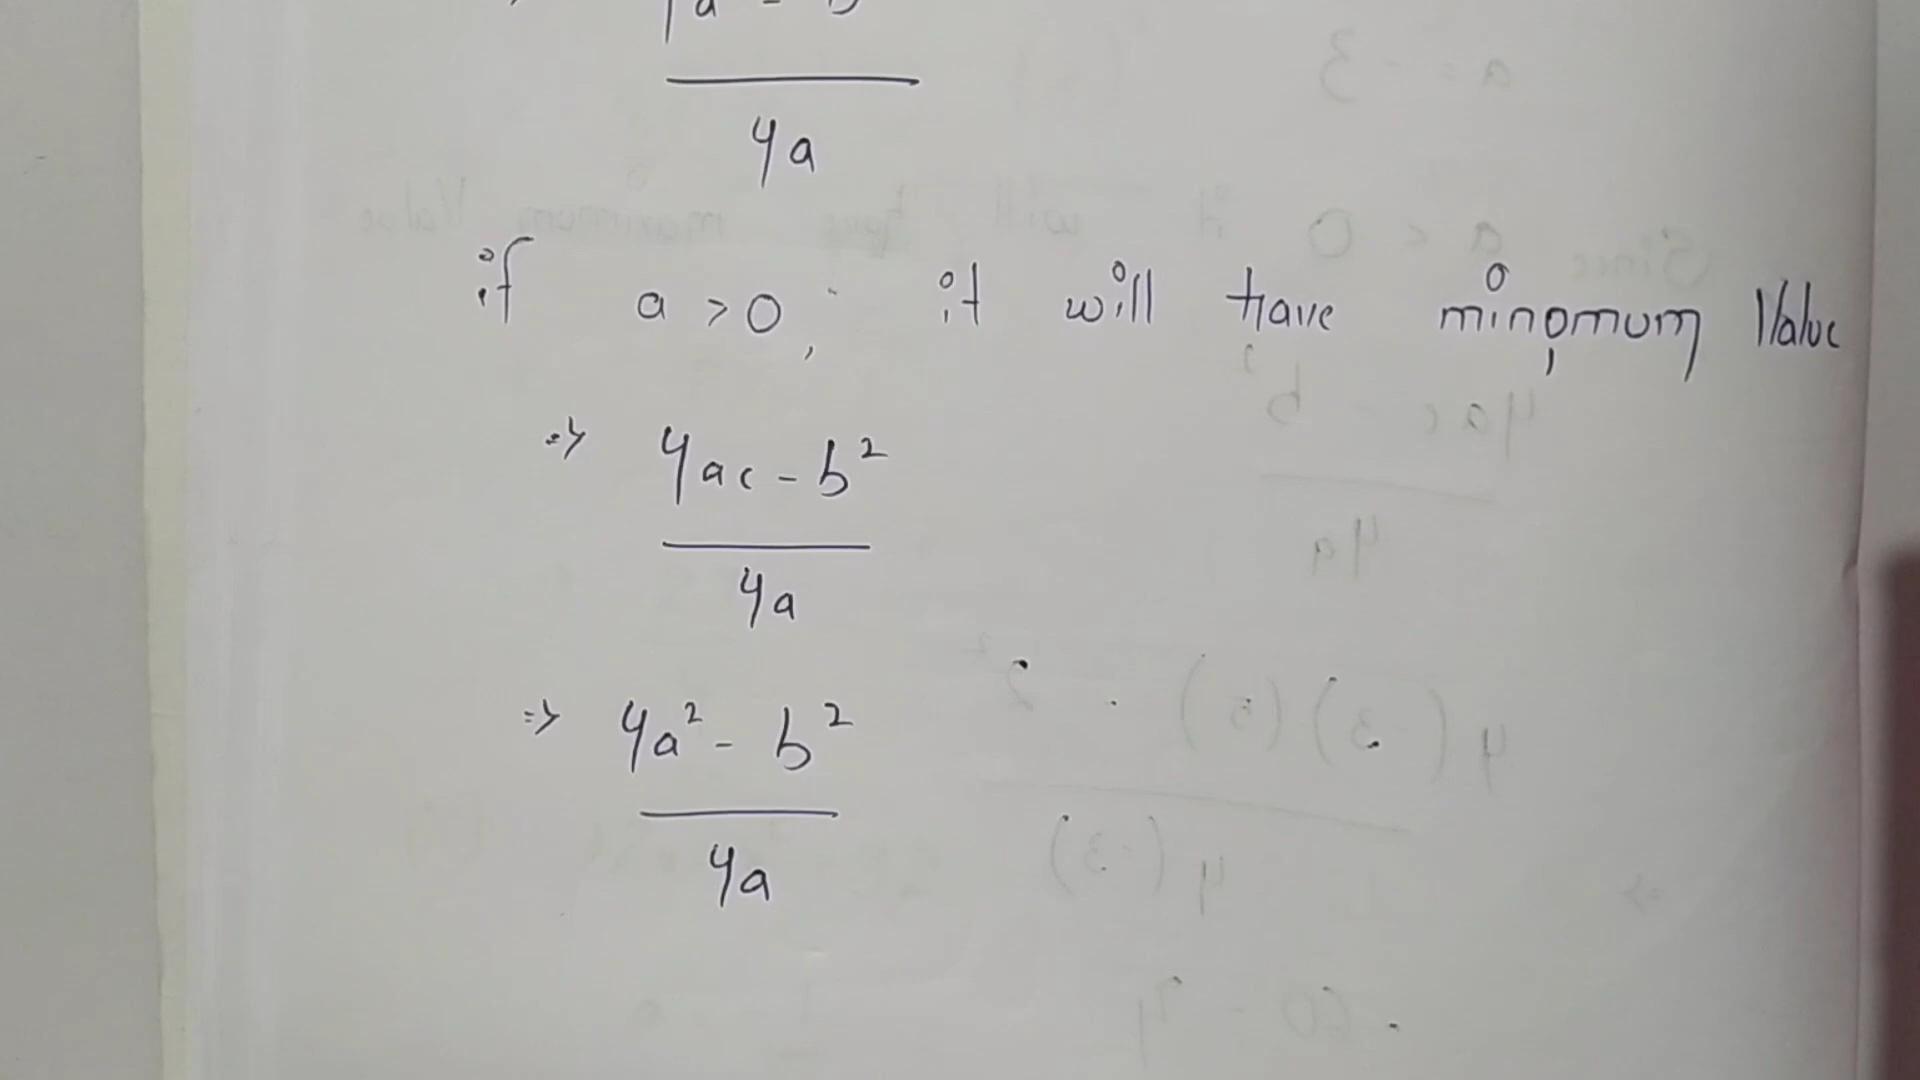 4a
if a > 0, it will have minimum Value
⇒ 4ac - b²
4a
⇒ 4a² - b²
4a